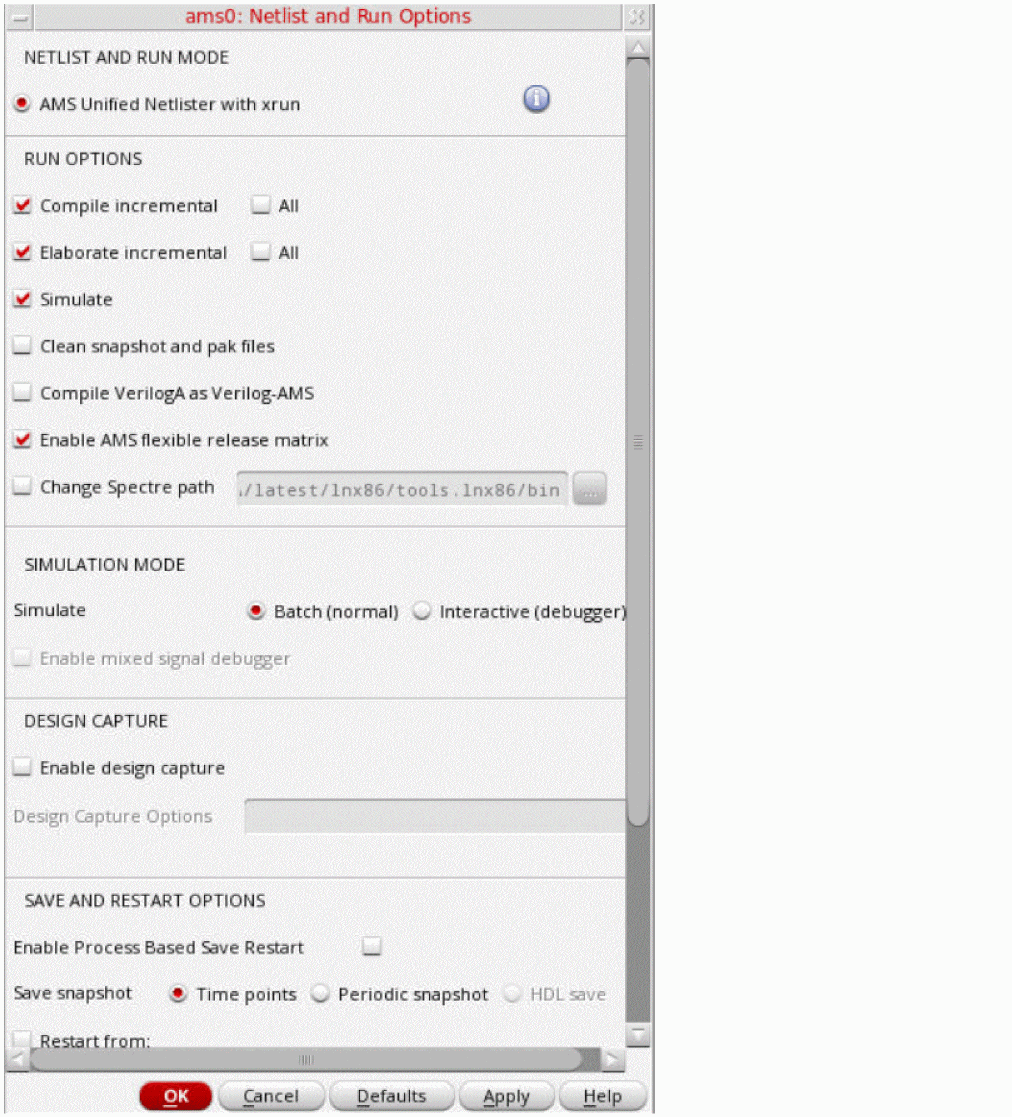 ams0: Netlist and Run Options
NETLIST AND RUN MODE
AMS Unified Netlister with xrun
RUN OPTIONS
Compile incremental All
Elaborate incremental All
Simulate
Clean snapshot and pak files
Compile VerilogA as Verilog-AMS
Enable AMS flexible release matrix
Change Spectre path ./latest/lnx86/tools.lnx86/bin ...
SIMULATION MODE
Simulate Batch (normal) Interactive (debugger)
Enable mixed signal debugger
DESIGN CAPTURE
Enable design capture
Design Capture Options
SAVE AND RESTART OPTIONS
Enable Process Based Save Restart
Save snapshot Time points Periodic snapshot HDL save
Restart from:
OK Cancel Defaults Apply Help